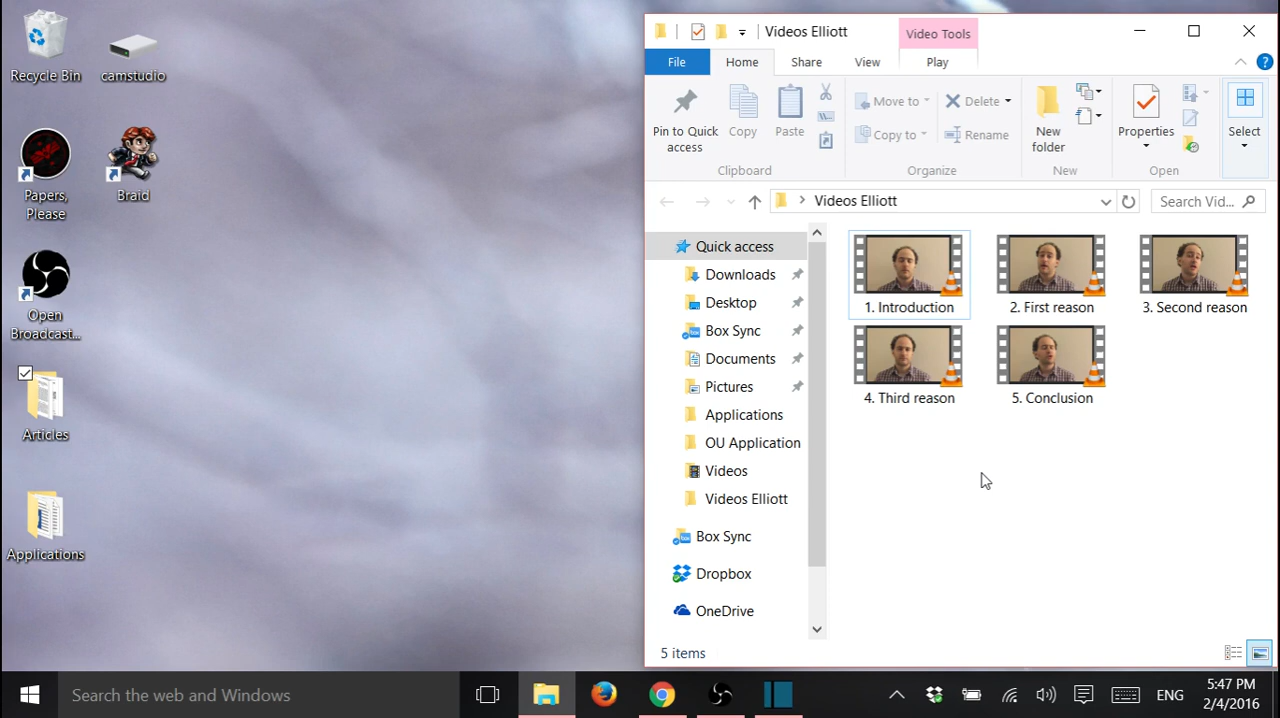 Recycle Bin
camstudio
Papers,
Please
Braid
Open
Broadcast...
Articles
Applications
Videos Elliott
Video Tools
File
Home
Share
View
Play
Pin to Quick
access
Copy
Paste
Clipboard
Move to
Copy to
Delete
Rename
Organize
New
folder
New
Properties
Open
Select
Videos Elliott
Search Vid...
Quick access
Downloads
Desktop
Box Sync
Documents
Pictures
Applications
OU Application
Videos
Videos Elliott
Box Sync
Dropbox
OneDrive
1. Introduction
2. First reason
3. Second reason
4. Third reason
5. Conclusion
5 items
Search the web and Windows
ENG
5:47 PM
2/4/2016